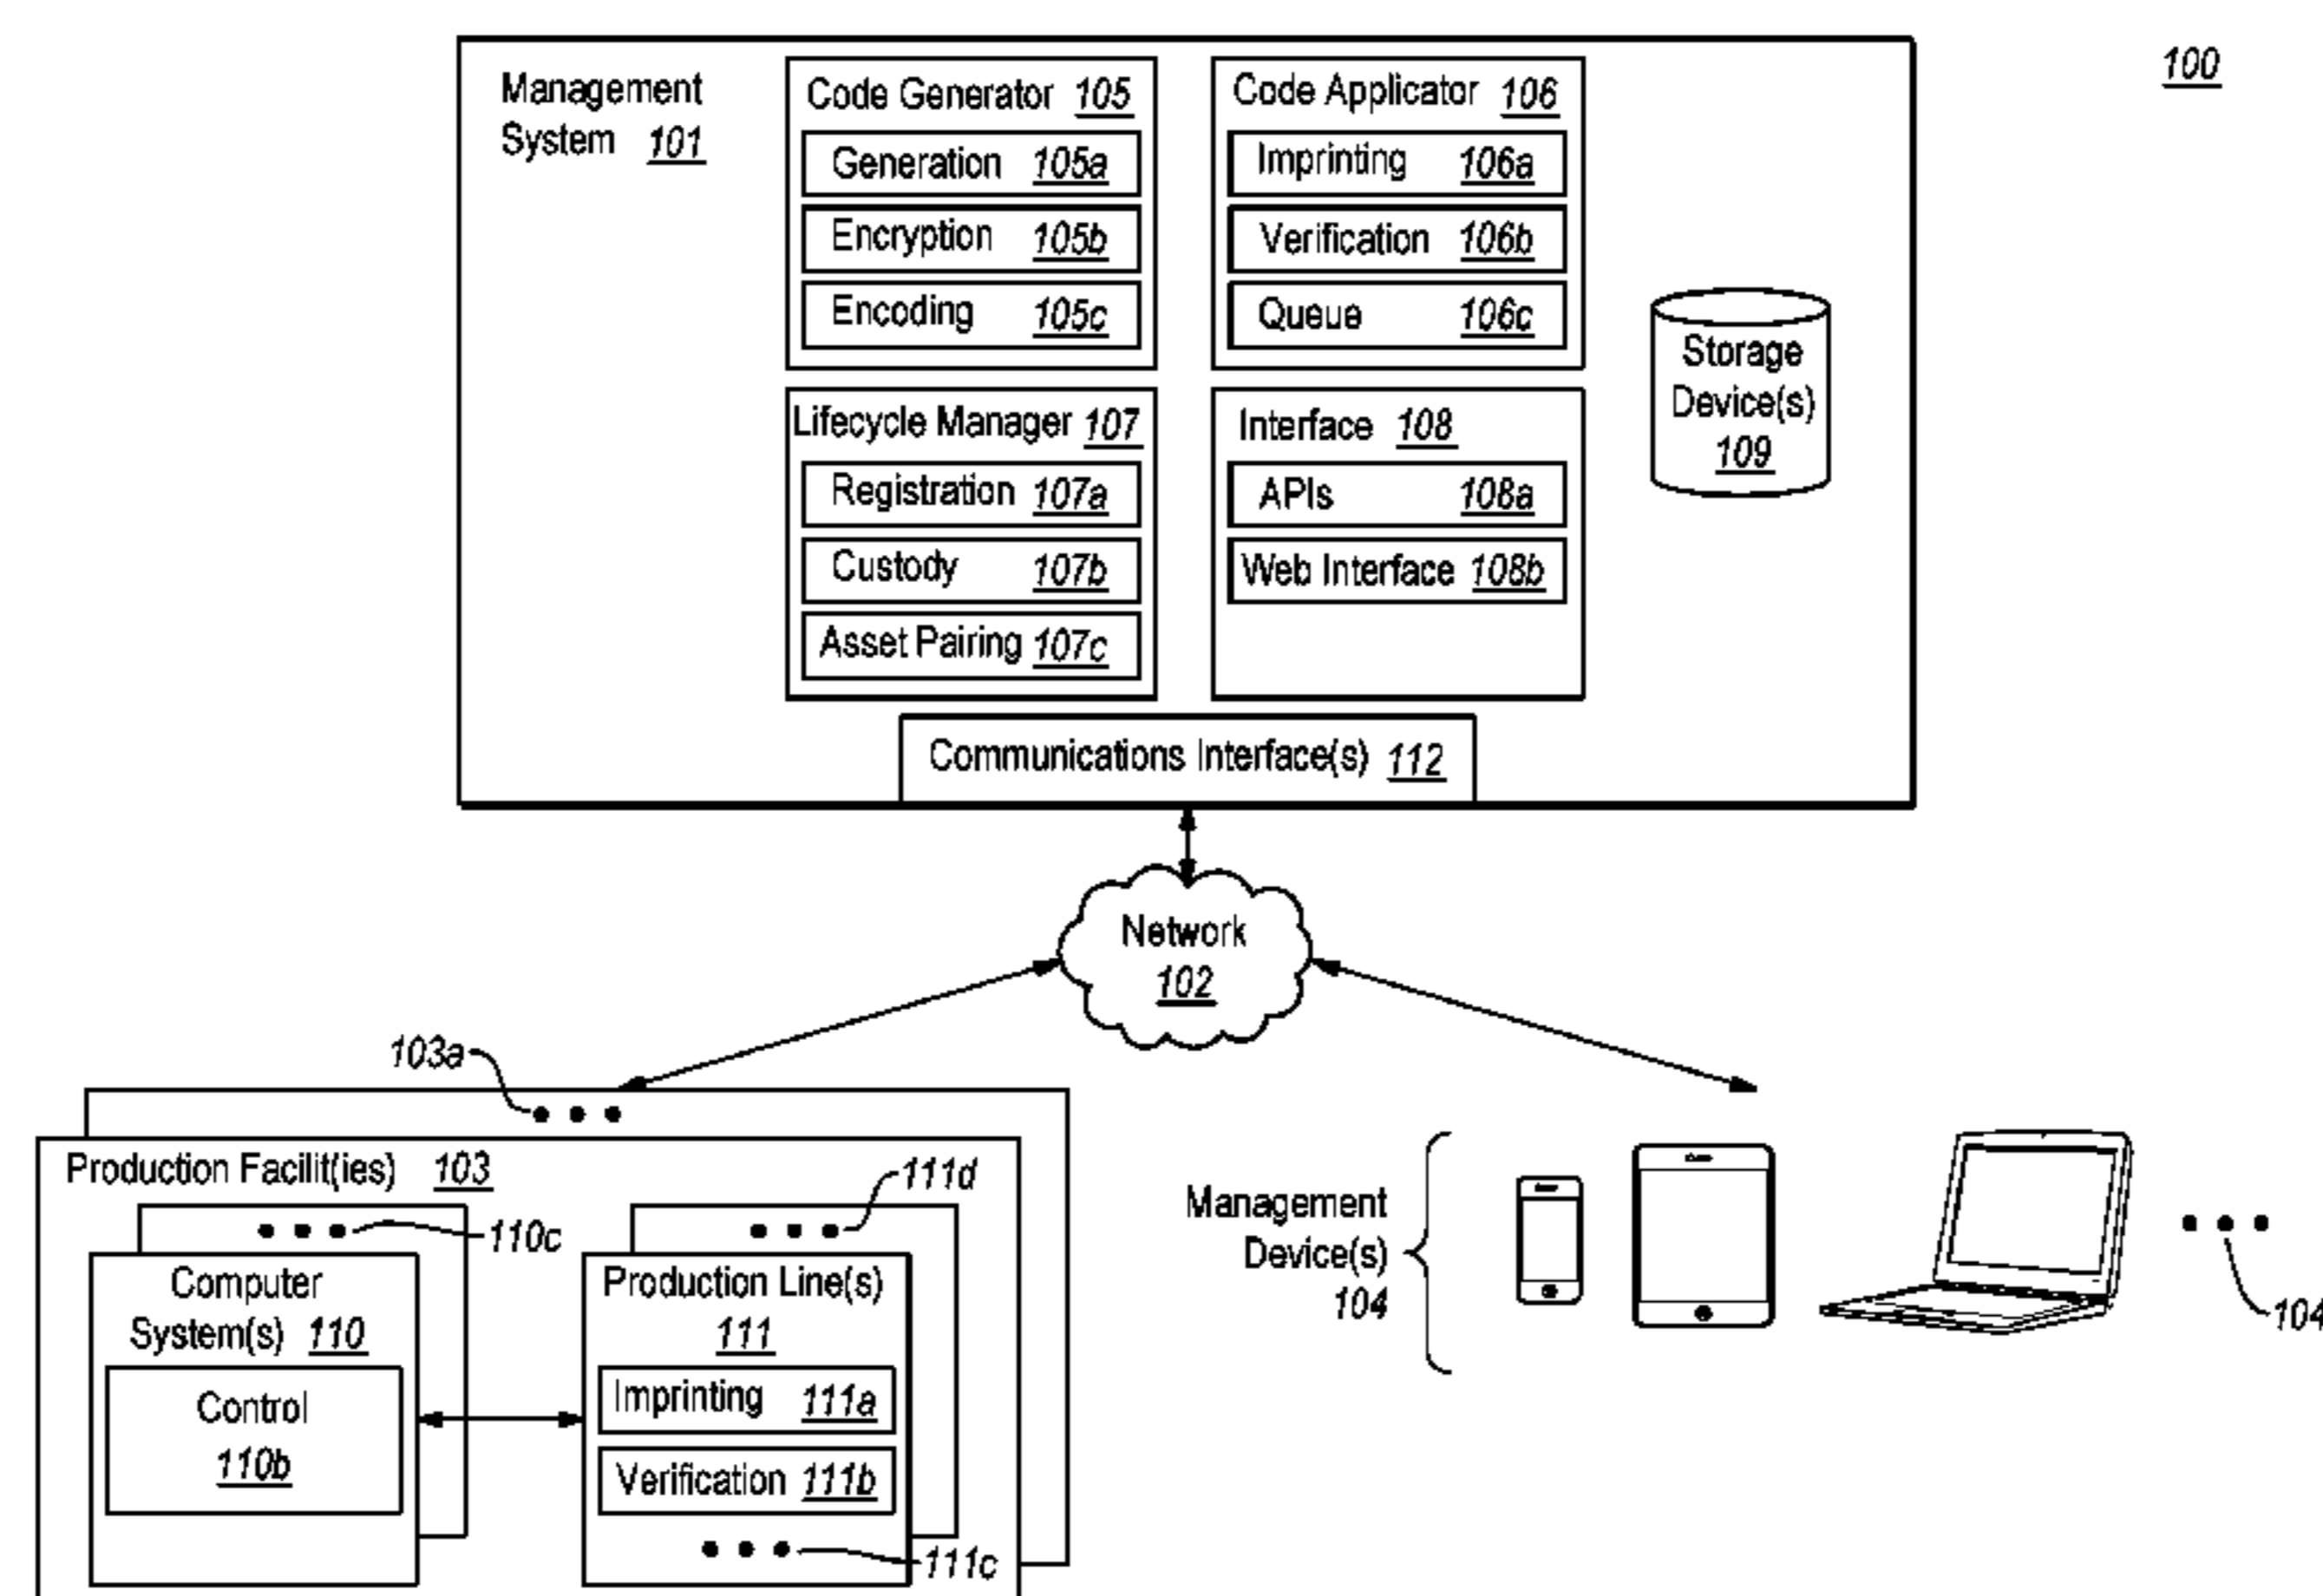 100
Management
System 101
Code Generator 105
Generation 105a
Encryption 105b
Encoding 105c
Code Applicator 106
Imprinting 106a
Verification 106b
Queue 106c
Storage
Device(s)
109
Lifecycle Manager 107
Registration 107a
Custody 107b
Asset Pairing 107c
Interface 108
APIs 108a
Web Interface 108b
Communications Interface(s) 112
Network
102
103a
Production Facilit(ies) 103
110c
Computer
System(s) 110
Control
110b
111d
Production Line(s)
111
Imprinting 111a
Verification 111b
111c
Management
Device(s)
104
104